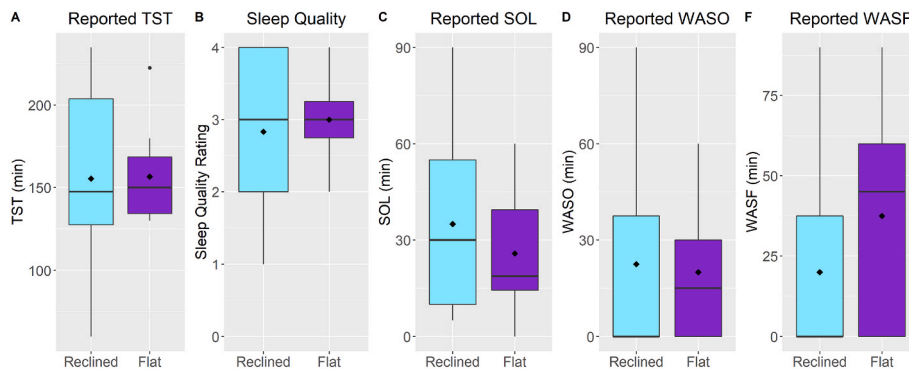 A Reported TST
TST (min)
200
150
100
Reclined Flat
B Sleep Quality
Sleep Quality Rating
4
3
2
1
0
Reclined Flat
C Reported SOL
SOL (min)
90
60
30
0
Reclined Flat
D Reported WASO
WASO (min)
90
60
30
0
Reclined Flat
F Reported WASF
WASF (min)
75
50
25
0
Reclined Flat